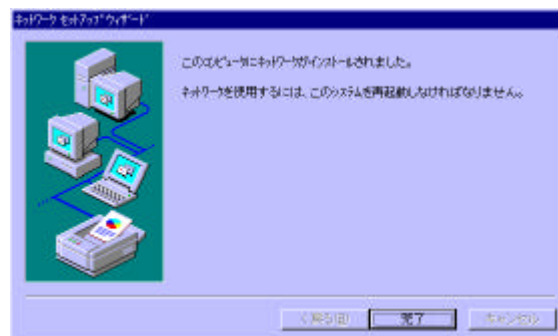 ネットワーク セットアップ ウィザード
このコンピュータにネットワークがインストールされました。
ネットワークを使用するには、このシステムを再起動しなければなりません。
< 戻る(B)
完了
キャンセル